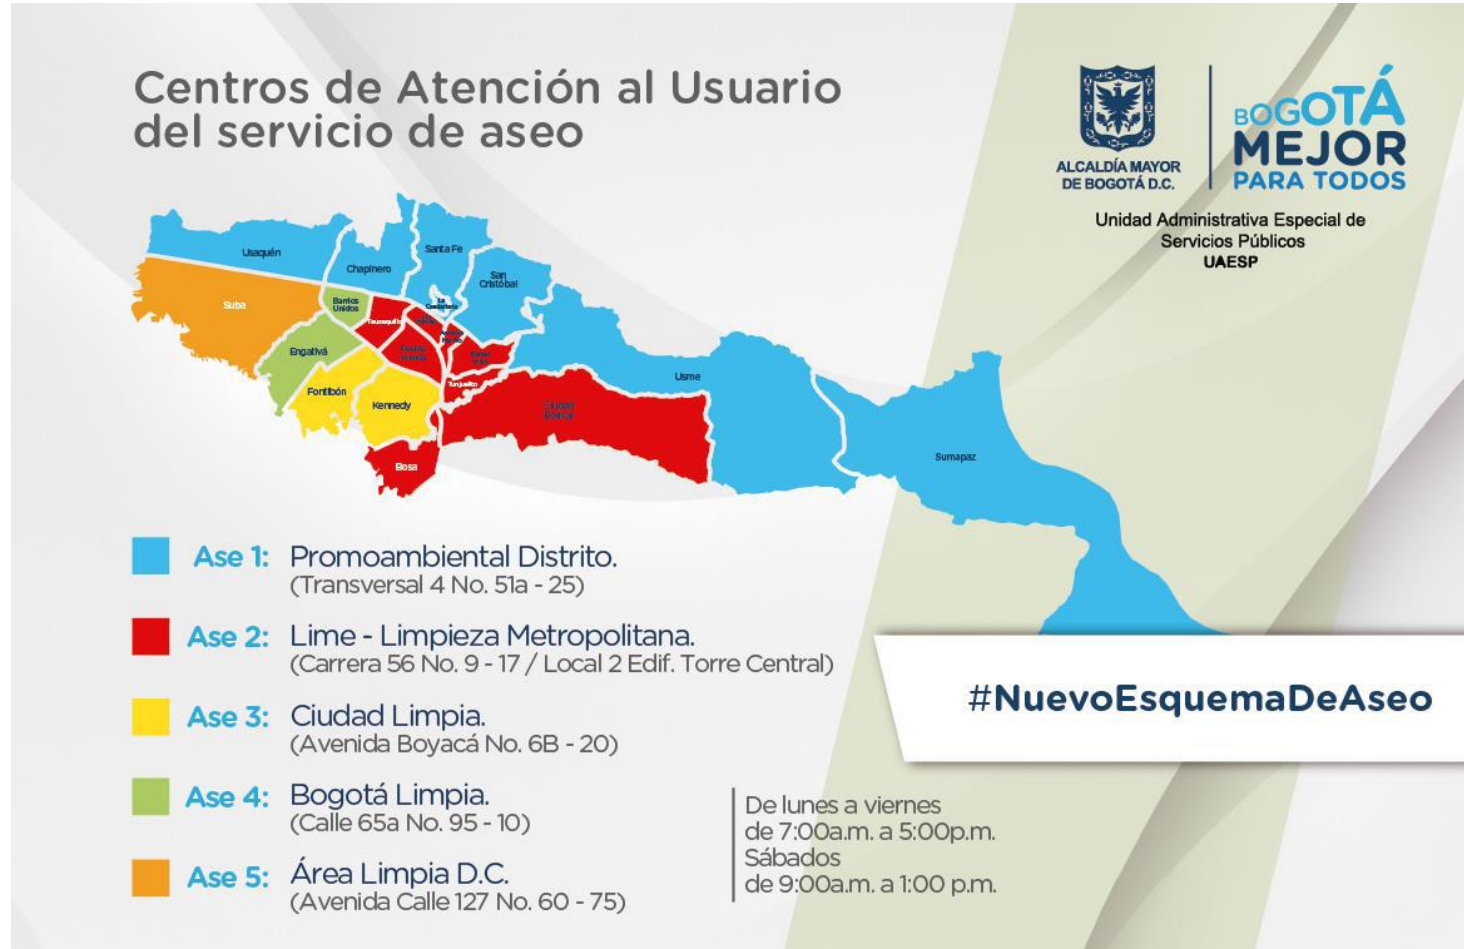 Centros de Atención al Usuario
del servicio de aseo
ALCALDÍA MAYOR
DE BOGOTÁ D.C.
BOGOTÁ
MEJOR
PARA TODOS
Unidad Administrativa Especial de
Servicios Públicos
UAESP
Usaquén
Chapinero
Santa Fe
San
Cristóbal
Suba
Barrios
Unidos
La
Candelaria
Teusaquillo
Engativá
Usme
Tunjuelito
Fontibón
Kennedy
Ciudad
Bolívar
Bosa
Sumapaz
Ase 1: Promoambiental Distrito.
(Transversal 4 No. 51a - 25)
Ase 2: Lime - Limpieza Metropolitana.
(Carrera 56 No. 9 - 17 / Local 2 Edif. Torre Central)
Ase 3: Ciudad Limpia.
(Avenida Boyacá No. 6B - 20)
Ase 4: Bogotá Limpia.
(Calle 65a No. 95 - 10)
Ase 5: Área Limpia D.C.
(Avenida Calle 127 No. 60 - 75)
#NuevoEsquemaDeAseo
De lunes a viernes
de 7:00a.m. a 5:00p.m.
Sábados
de 9:00a.m. a 1:00 p.m.